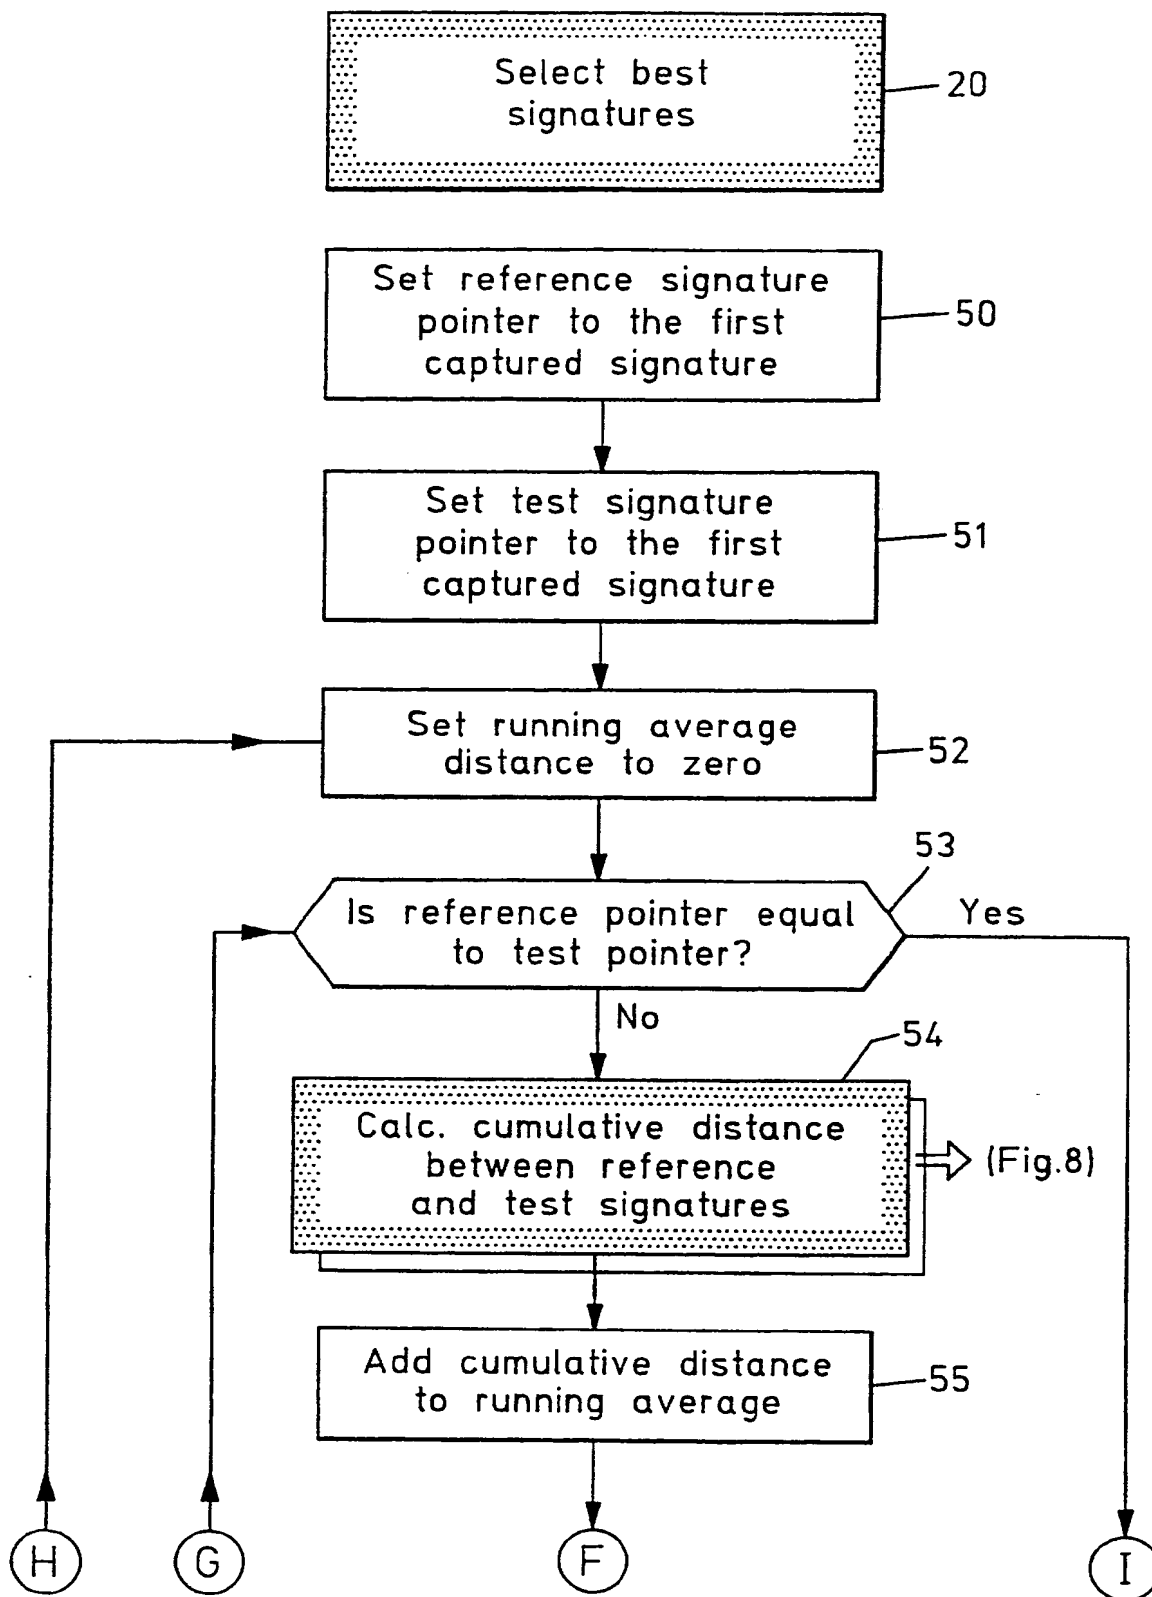 Select best
signatures
20
Set reference signature
pointer to the first
captured signature
50
Set test signature
pointer to the first
captured signature
51
Set running average
distance to zero
52
53
Is reference pointer equal
to test pointer?
Yes
No
54
Calc. cumulative distance
between reference
and test signatures
(Fig.8)
Add cumulative distance
to running average
55
H
G
F
I